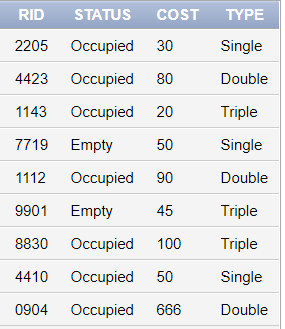 RID STATUS COST TYPE
2205 Occupied 30 Single
4423 Occupied 80 Double
1143 Occupied 20 Triple
7719 Empty 50 Single
1112 Occupied 90 Double
9901 Empty 45 Triple
8830 Occupied 100 Triple
4410 Occupied 50 Single
0904 Occupied 666 Double